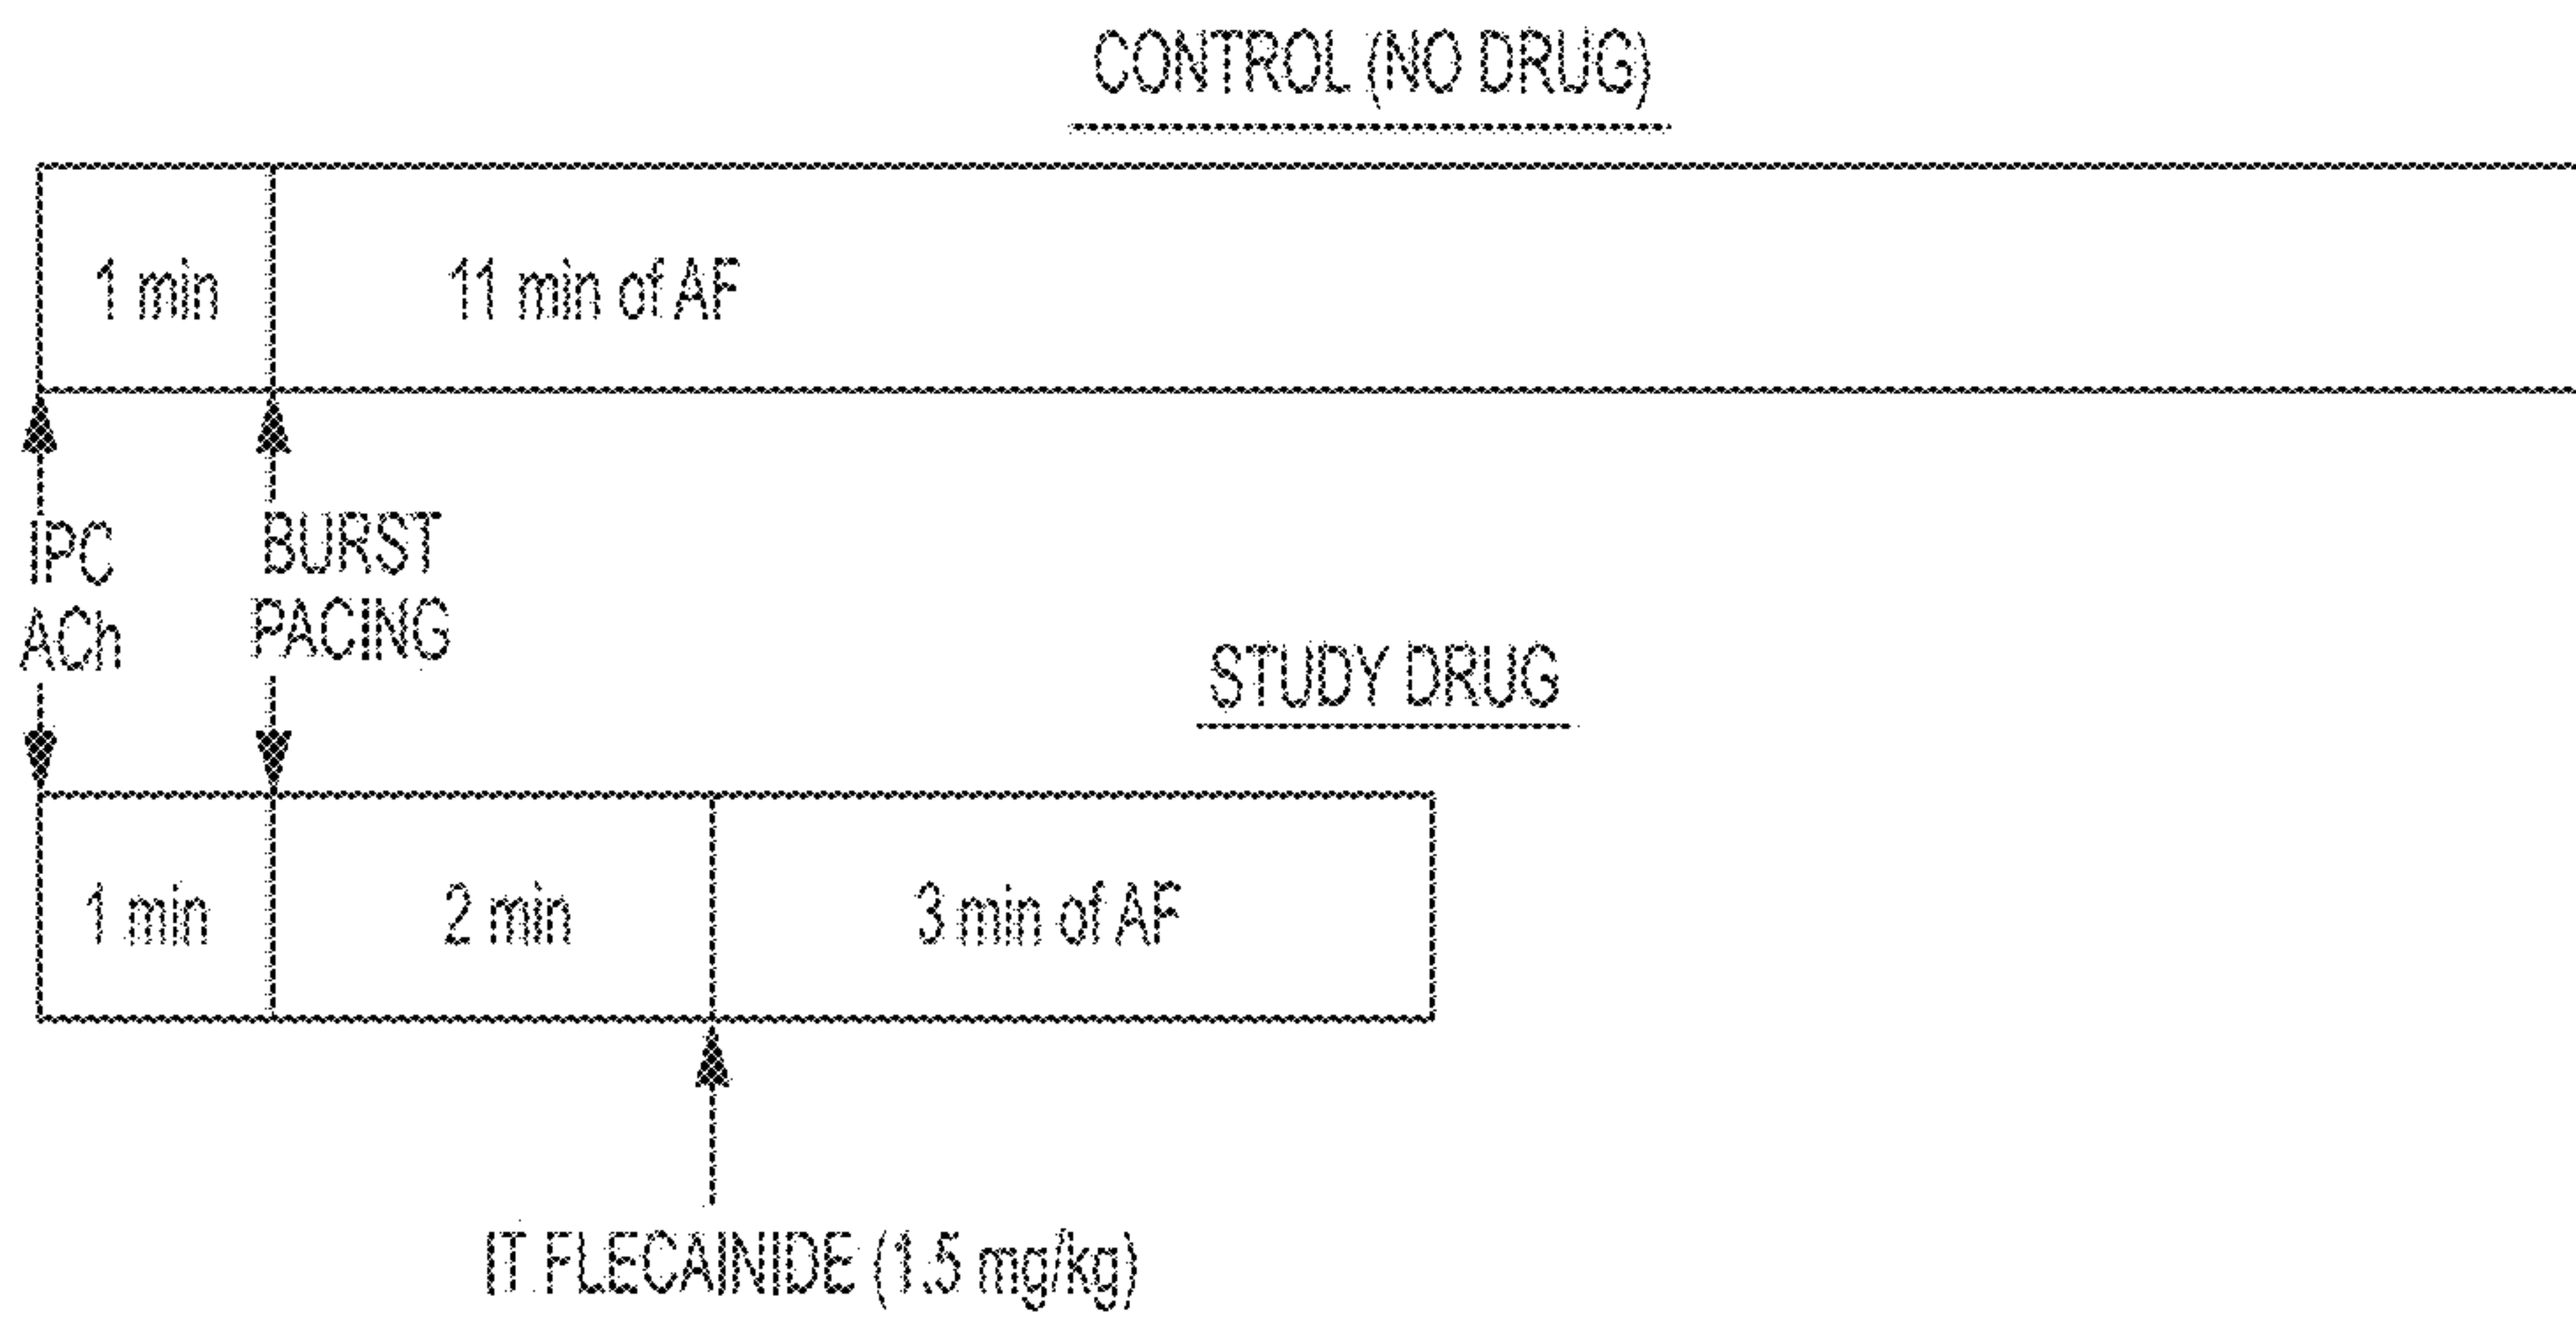 CONTROL (NO DRUG)
1 min
11 min of AF
IPC
ACh
BURST
PACING
STUDY DRUG
1 min
2 min
3 min of AF
IT FLECAINIDE (1.5 mg/kg)